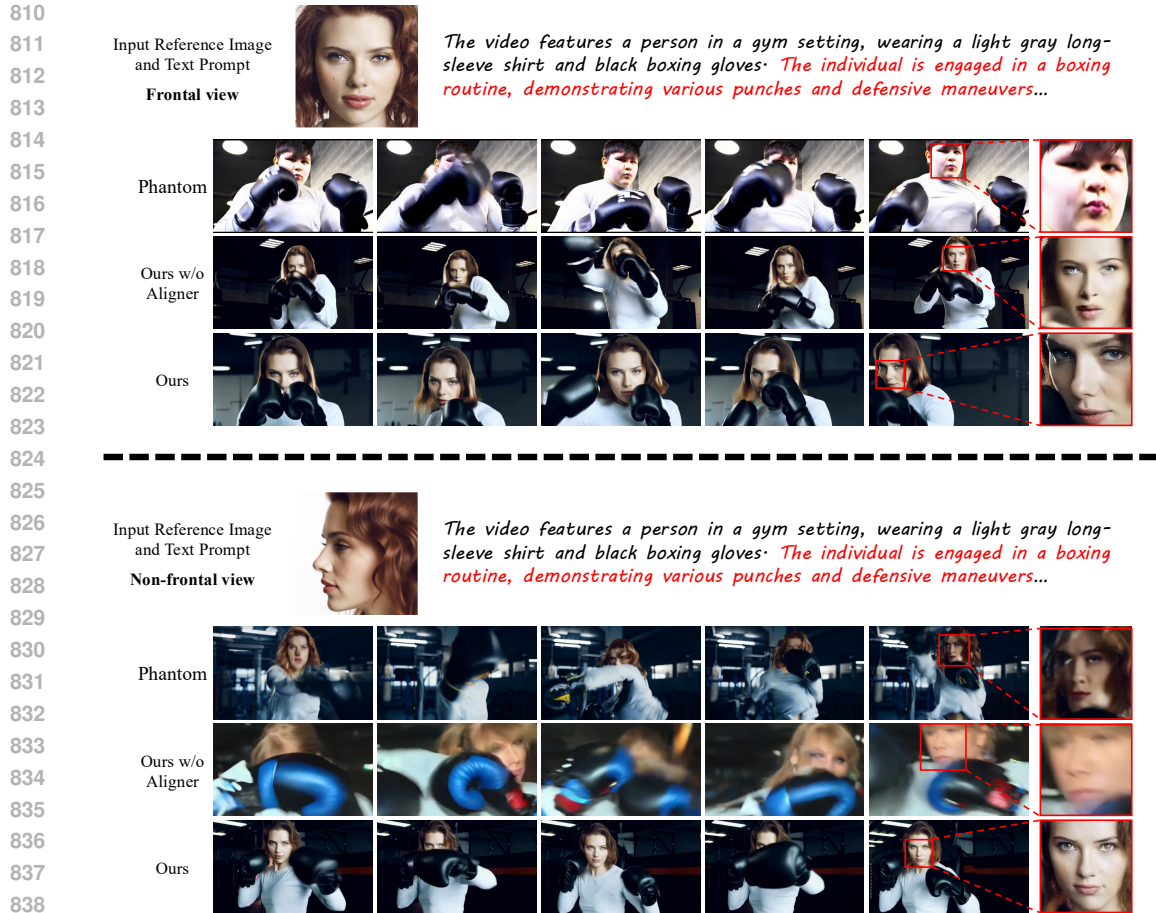 810
811
812
813
814
815
816
817
818
819
820
821
822
823
824
825
826
827
828
829
830
831
832
833
834
835
836
837
838
Input Reference Image
and Text Prompt
Frontal view
The video features a person in a gym setting, wearing a light gray long-
sleeve shirt and black boxing gloves. The individual is engaged in a boxing
routine, demonstrating various punches and defensive maneuvers...
Phantom
Ours w/o
Aligner
Ours
Input Reference Image
and Text Prompt
Non-frontal view
The video features a person in a gym setting, wearing a light gray long-
sleeve shirt and black boxing gloves. The individual is engaged in a boxing
routine, demonstrating various punches and defensive maneuvers...
Phantom
Ours w/o
Aligner
Ours